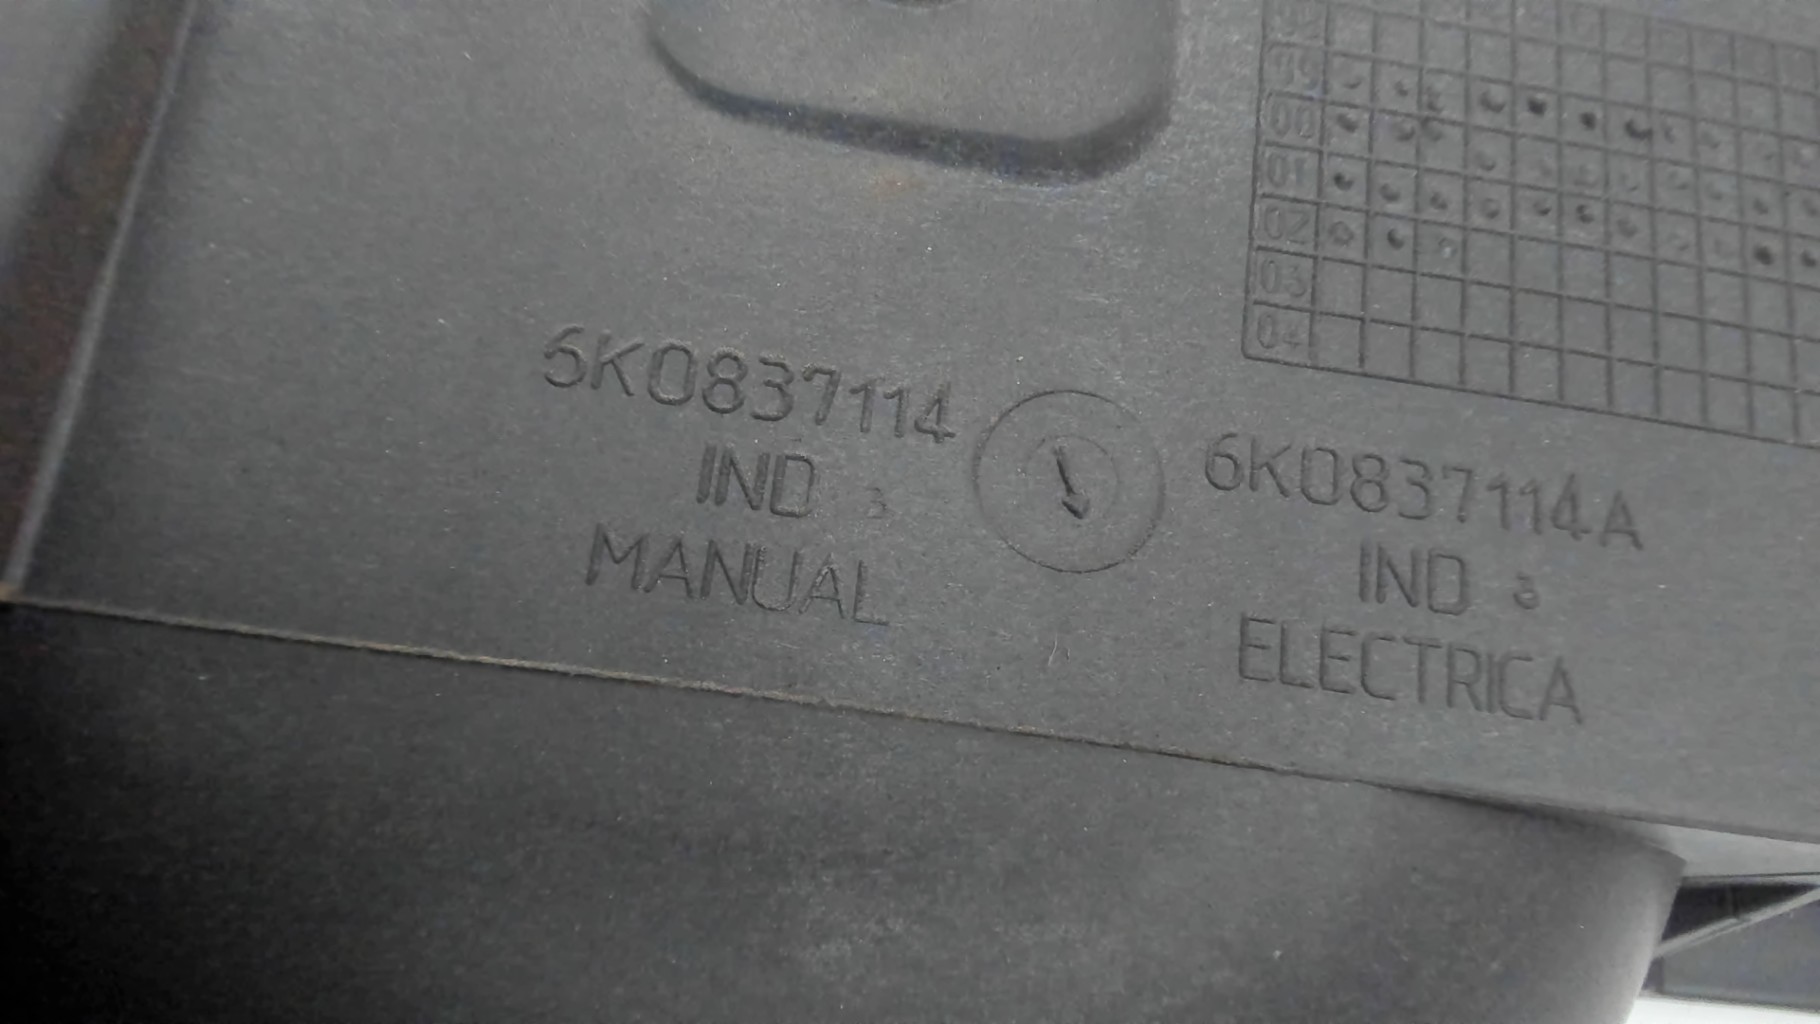 99
00
01
02
03
04
6K0837114
IND 3
MANUAL
6K0837114A
IND 3
ELECTRICA